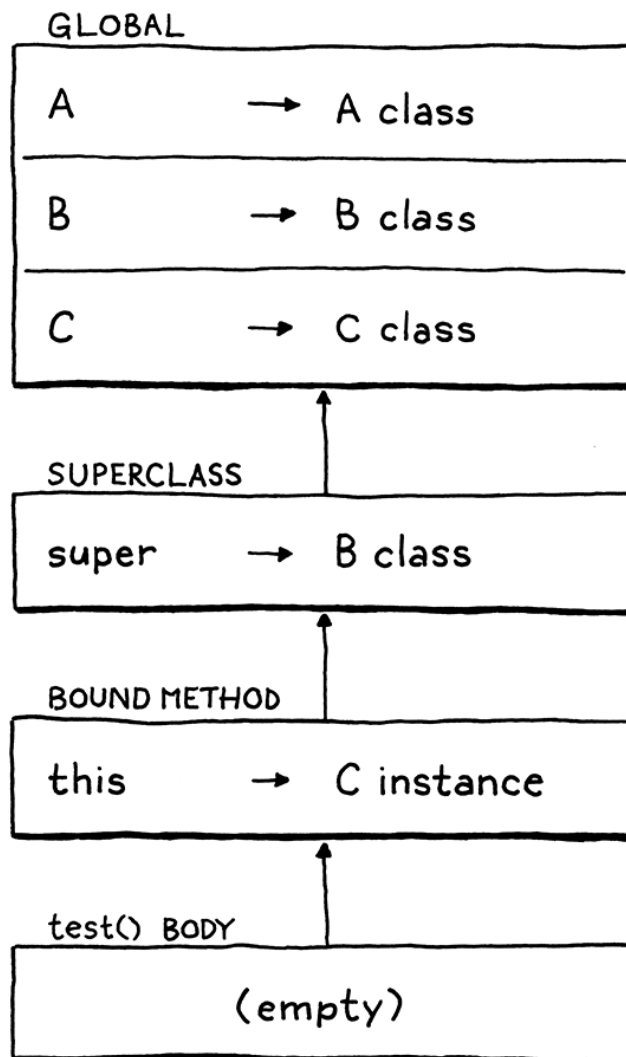 GLOBAL
A → A class
B → B class
C → C class
SUPERCLASS
super → B class
BOUND METHOD
this → C instance
test() BODY
(empty)